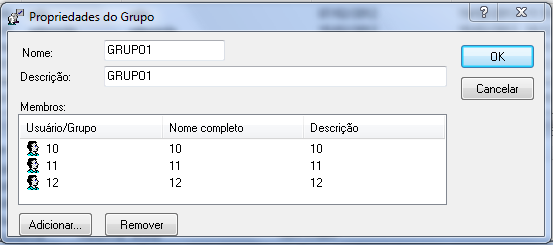 Propriedades do Grupo
Nome: GRUPO1
OK
Descrição: GRUPO1
Cancelar
Membros:
Usuário/Grupo Nome completo Descrição
10 10 10
11 11 11
12 12 12
Adicionar... Remover